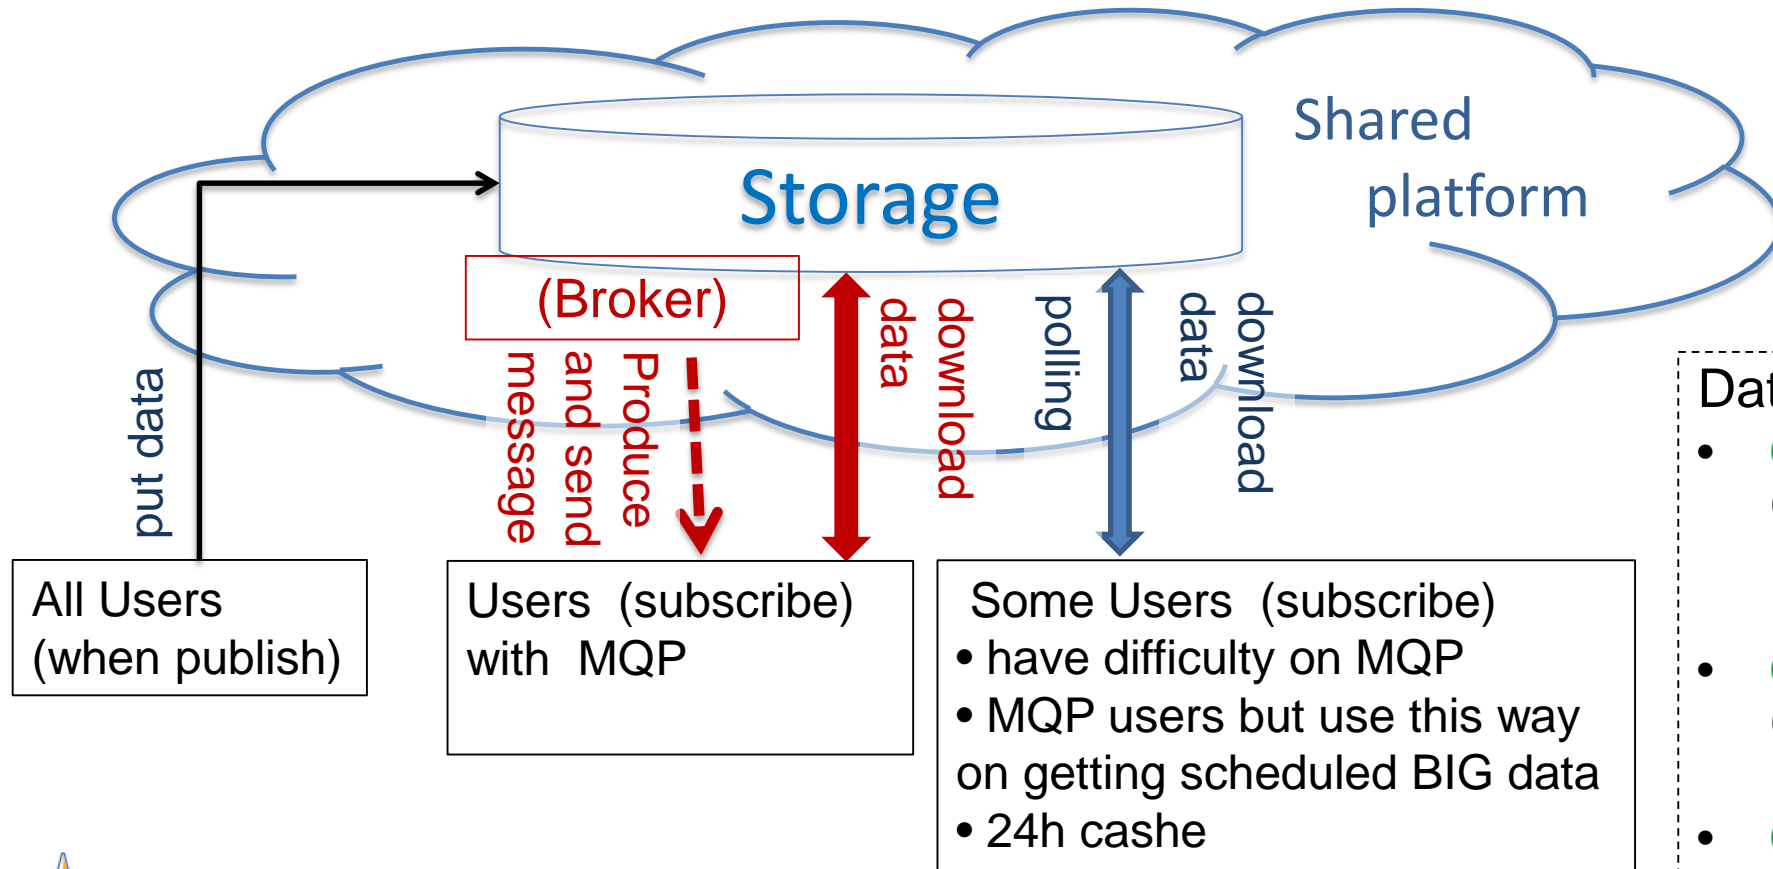 Shared
platform
Storage
(Broker)
put data
Produce
and send
message
download
data
polling
download
data
All Users
(when publish)
Users (subscribe)
with MQP
Some Users (subscribe)
• have difficulty on MQP
• MQP users but use this way
on getting scheduled BIG data
• 24h cashe
•
•
•